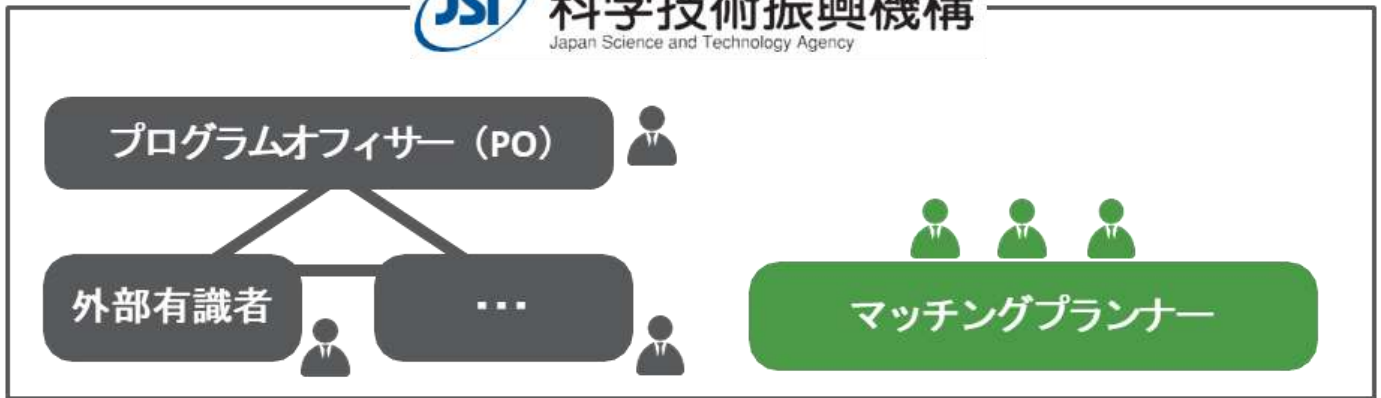 JST 科学技術振興機構
Japan Science and Technology Agency
プログラムオフィサー（PO）
外部有識者
・・・
マッチングプランナー